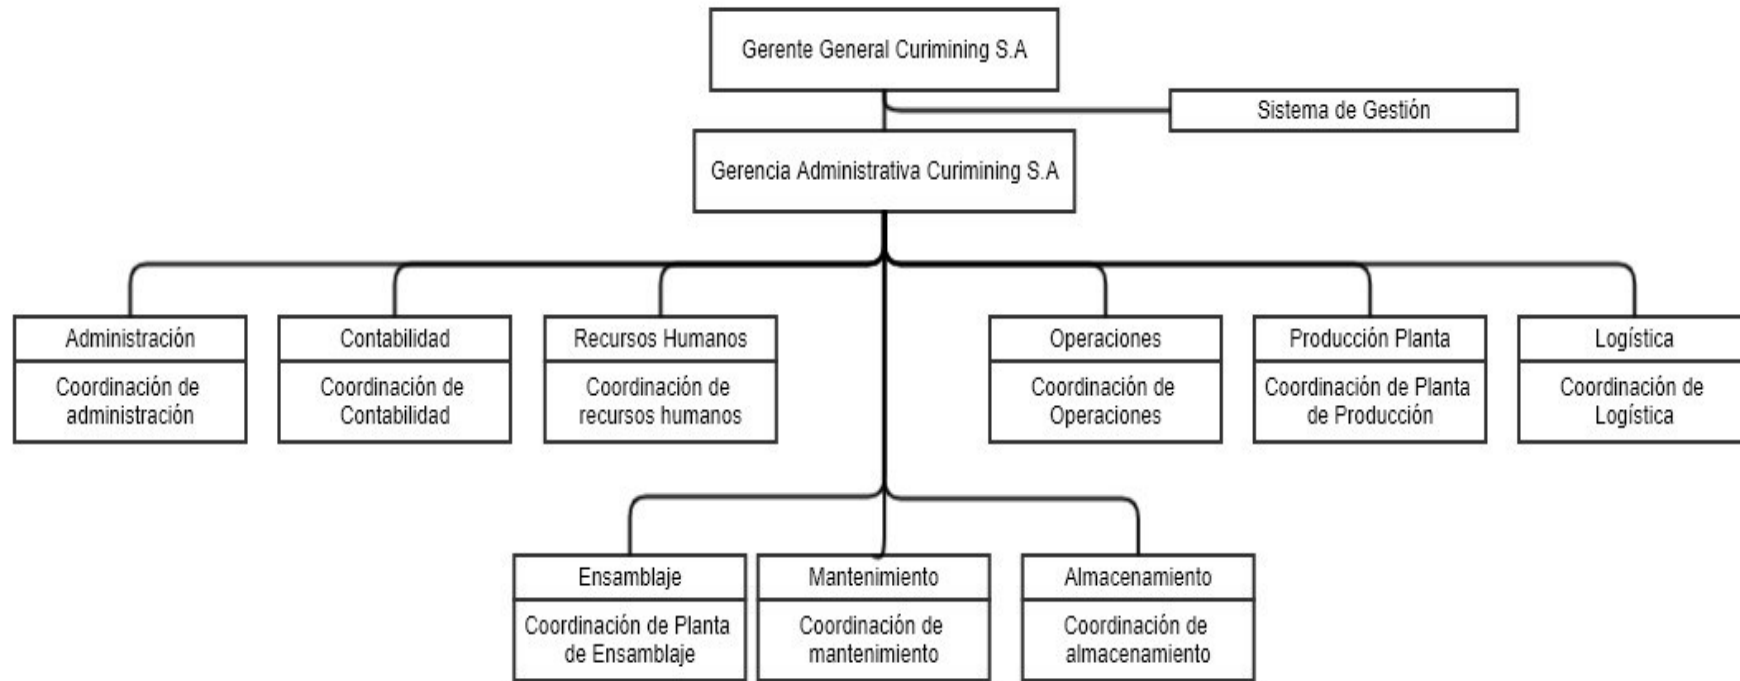 Gerente General Curimining S.A
Sistema de Gestión
Gerencia Administrativa Curimining S.A
Administración
Coordinación de
administración
Contabilidad
Coordinación de
Contabilidad
Recursos Humanos
Coordinación de
recursos humanos
Operaciones
Coordinación de
Operaciones
Producción Planta
Coordinación de Planta
de Producción
Logística
Coordinación de
Logística
Ensamblaje
Coordinación de Planta
de Ensamblaje
Mantenimiento
Coordinación de
mantenimiento
Almacenamiento
Coordinación de
almacenamiento